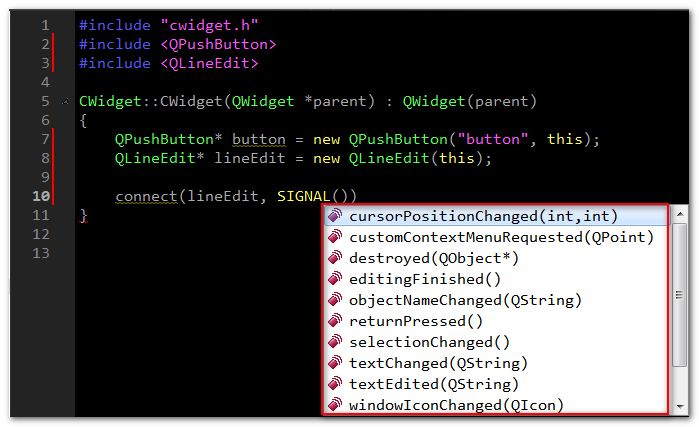 1 #include "cwidget.h"
2 #include <QPushButton>
3 #include <QLineEdit>
4
5 CWidget::CWidget(QWidget *parent) : QWidget(parent)
6 {
7 QPushButton* button = new QPushButton("button", this);
8 QLineEdit* lineEdit = new QLineEdit(this);
9
10 connect(lineEdit, SIGNAL())
11 }
12
13
cursorPositionChanged(int,int)
customContextMenuRequested(QPoint)
destroyed(QObject*)
editingFinished()
objectNameChanged(QString)
returnPressed()
selectionChanged()
textChanged(QString)
textEdited(QString)
windowIconChanged(QIcon)